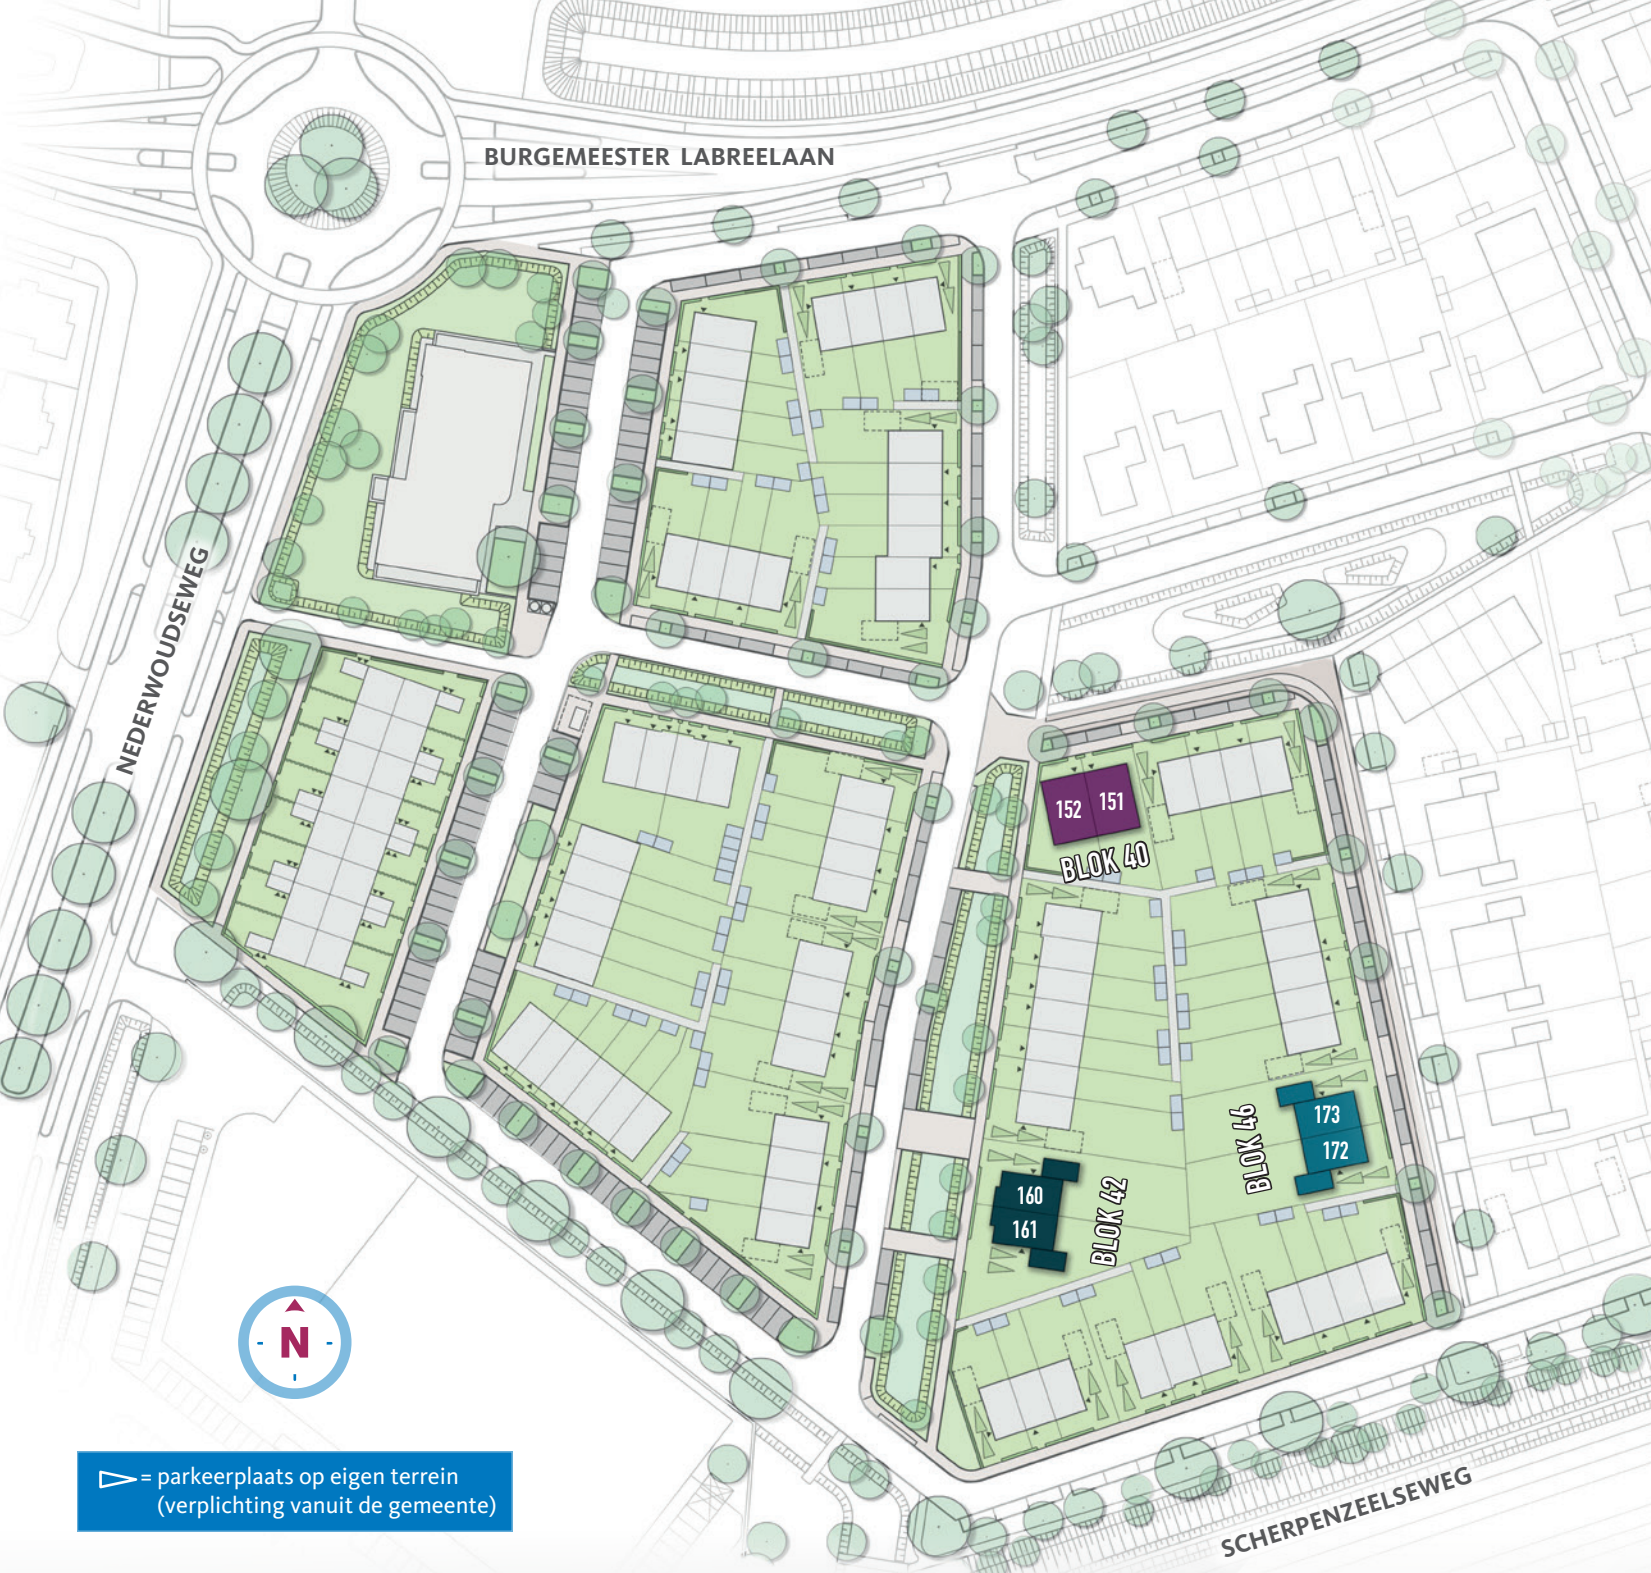 BURGEMEESTER LABREELAAN
NEDERWOUDSEWEG
152 151
BLOK 40
173
172
BLOK 46
160
161
BLOK 42
N
= parkeerplaats op eigen terrein
(verplichting vanuit de gemeente)
SCHERPENZEELSEWEG